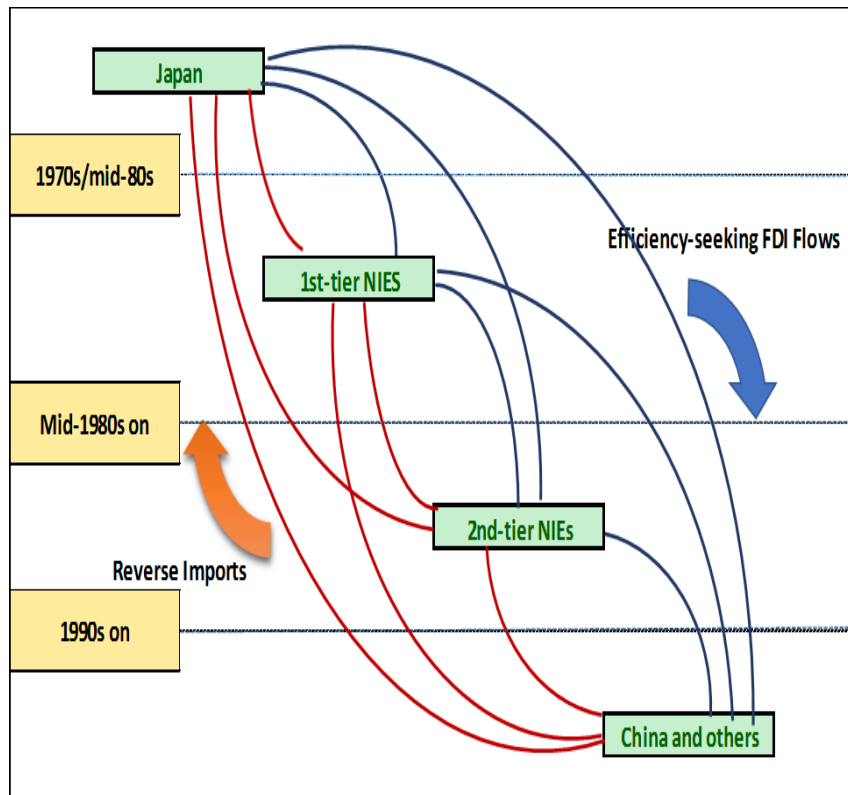 Japan
1970s/mid-80s
Efficiency-seeking FDI Flows
1st-tier NIES
Mid-1980s on
2nd-tier NIEs
Reverse Imports
1990s on
China and others